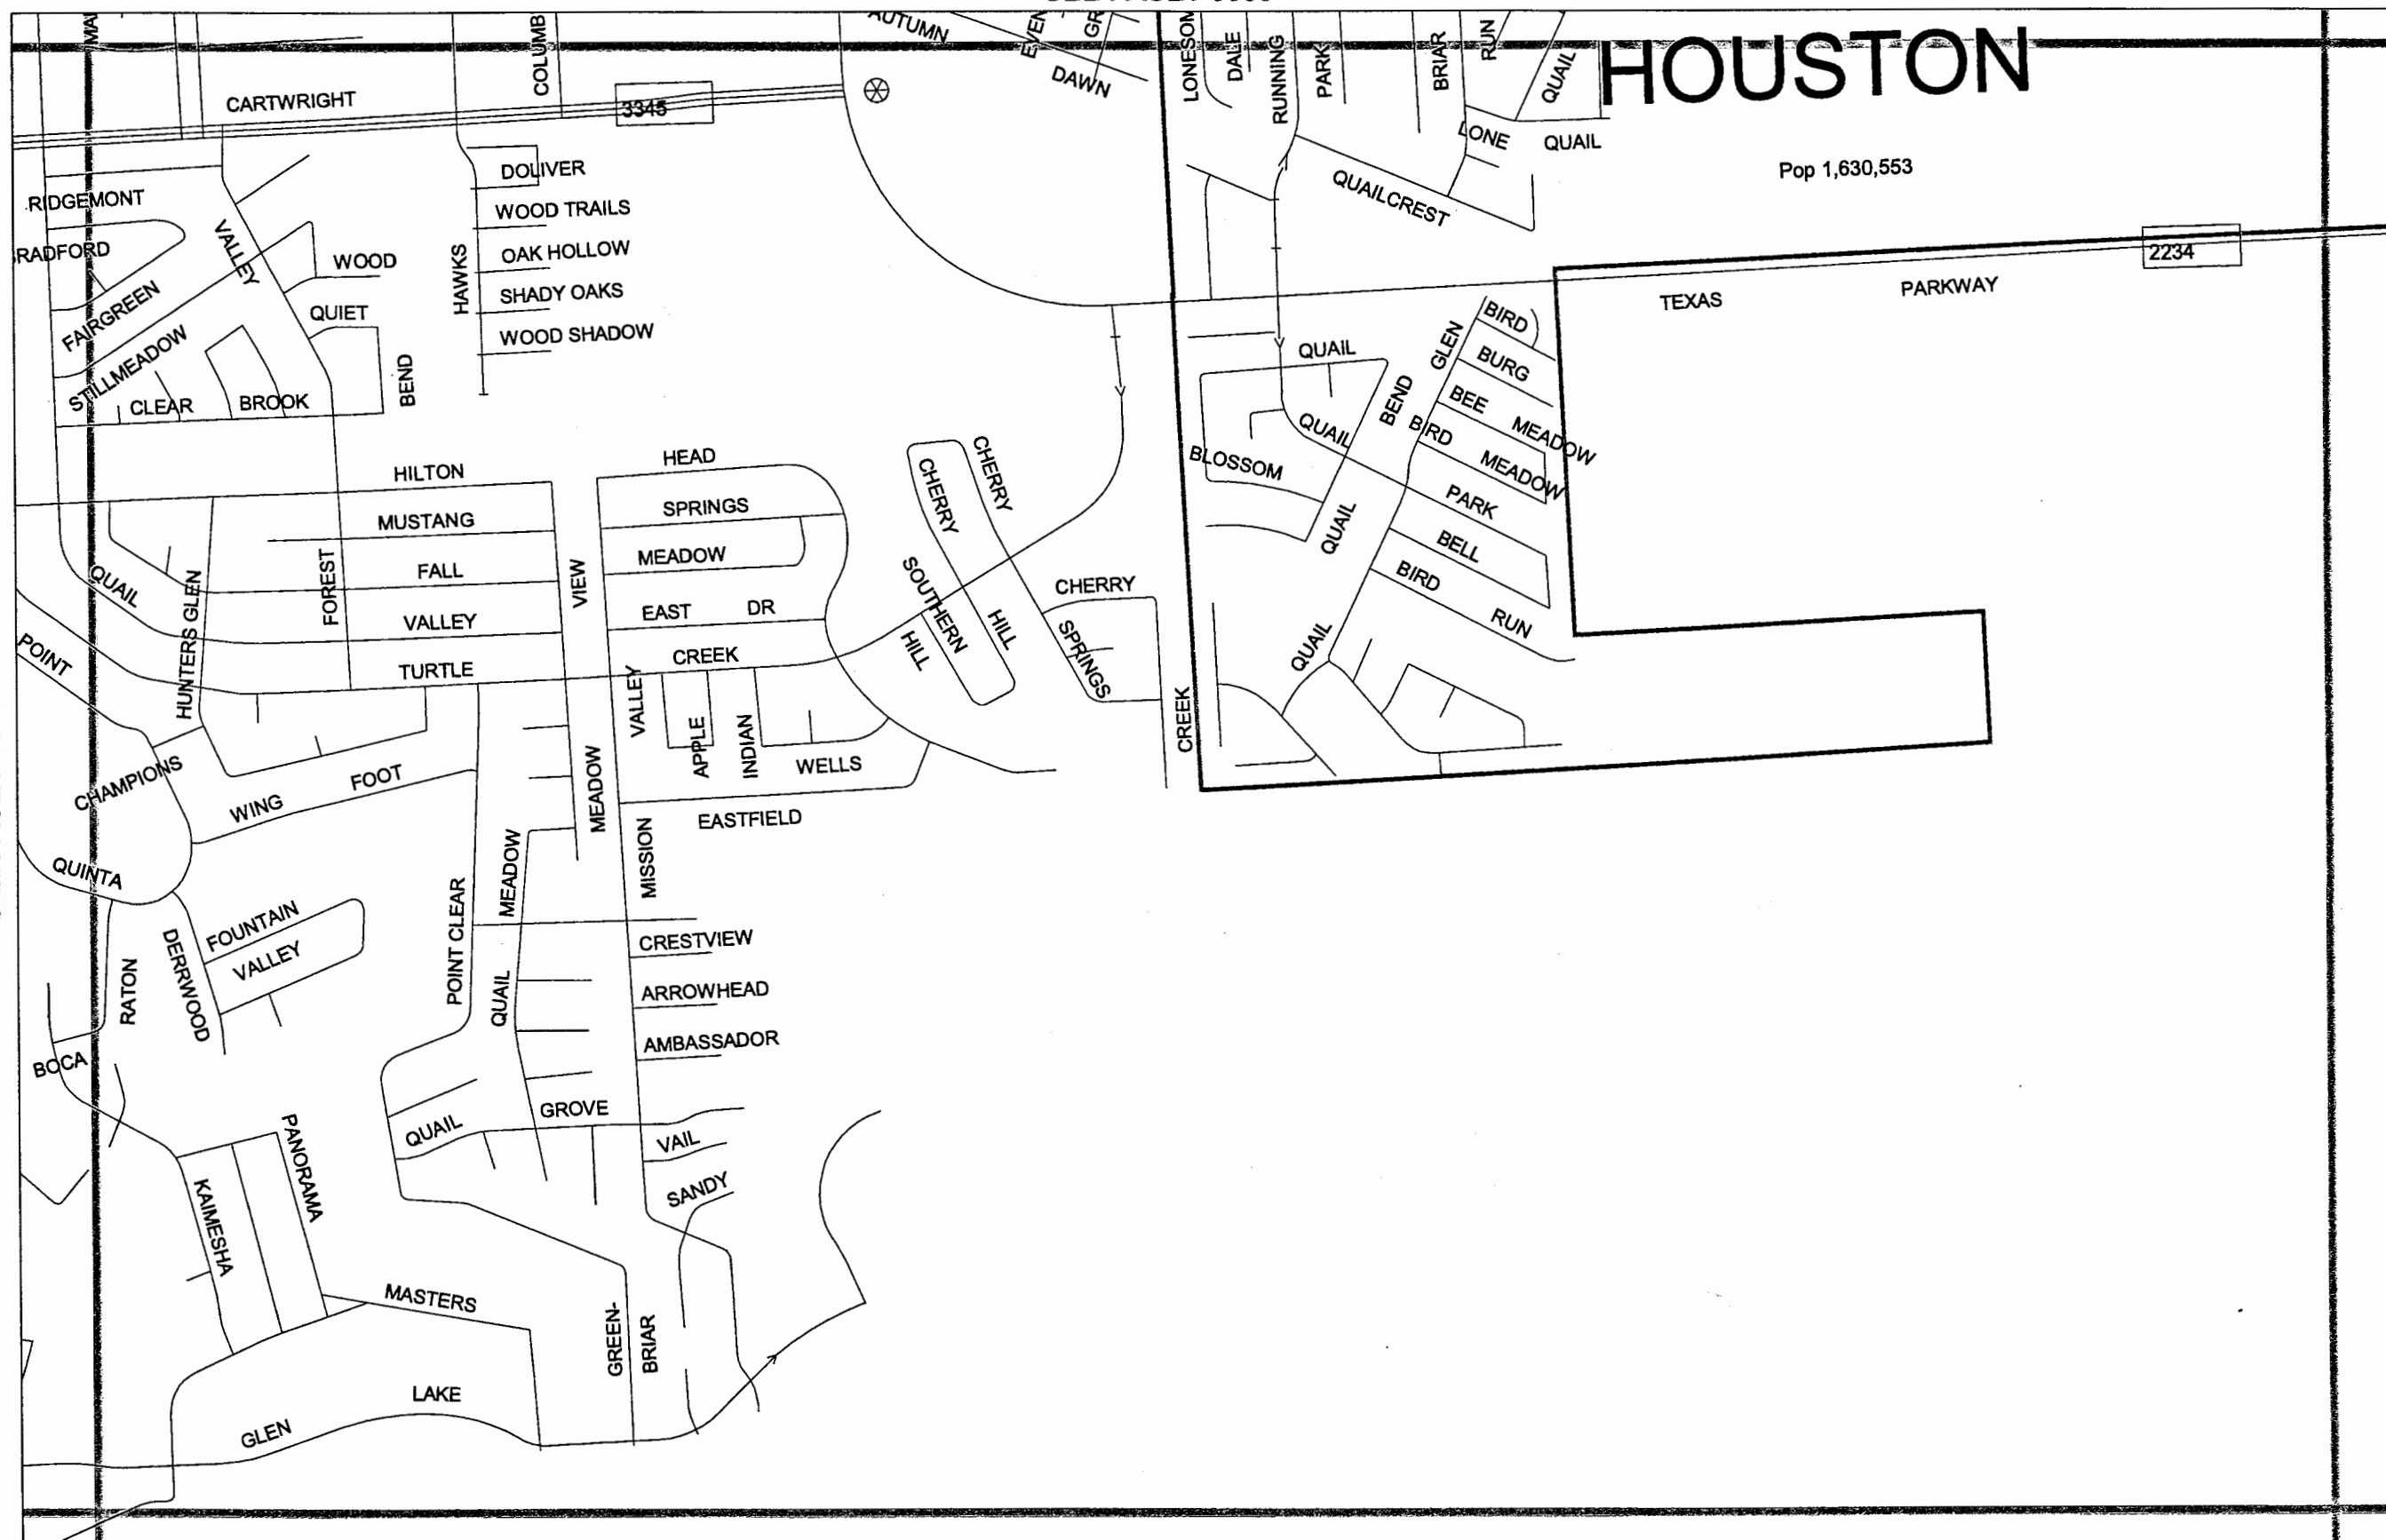 AUTUMN
DAWN
LONESOM
DALE
RUNNING
PARK
BRIAR
RUN
QUAIL
HOUSTON
COLUMB
CARTWRIGHT
3345
LONE
QUAIL
Pop 1,630,553
DOLIVER
RIDGEMONT
WOOD TRAILS
QUAILCREST
VALLEY
RADFORD
WOOD
HAWKS
OAK HOLLOW
2234
FAIRGREEN
SHADY OAKS
TEXAS
PARKWAY
QUIET
WOOD SHADOW
BIRD
GLEN
STILLMEADOW
QUAIL
BURG
BEND
BEND
BEE MEADOW
CLEAR
BROOK
QUAIL
BIRD MEADOW
HILTON
HEAD
CHERRY
CHERRY
BLOSSOM
MUSTANG
SPRINGS
PARK
QUAIL
MEADOW
BELL
FALL
VIEW
FOREST
QUAIL
HUNTERS GLEN
SOUTHERN
HILL
HILL
CHERRY
SPRINGS
BIRD RUN
EAST DR
VALLEY
QUAIL
POINT
TURTLE
CREEK
VALLEY
APPLE
INDIAN
CREEK
WELLS
CHAMPIONS
WING FOOT
MEADOW
EASTFIELD
QUINTA
MEADOW
MISSION
FOUNTAIN
VALLEY
DERRWOOD
RATON
POINT CLEAR
QUAIL
CRESTVIEW
ARROWHEAD
AMBASSADOR
BOCA
QUAIL
GROVE
PANORAMA
VAIL
SANDY
KAIMESHA
MASTERS
GREEN-
BRIAR
LAKE
GLEN